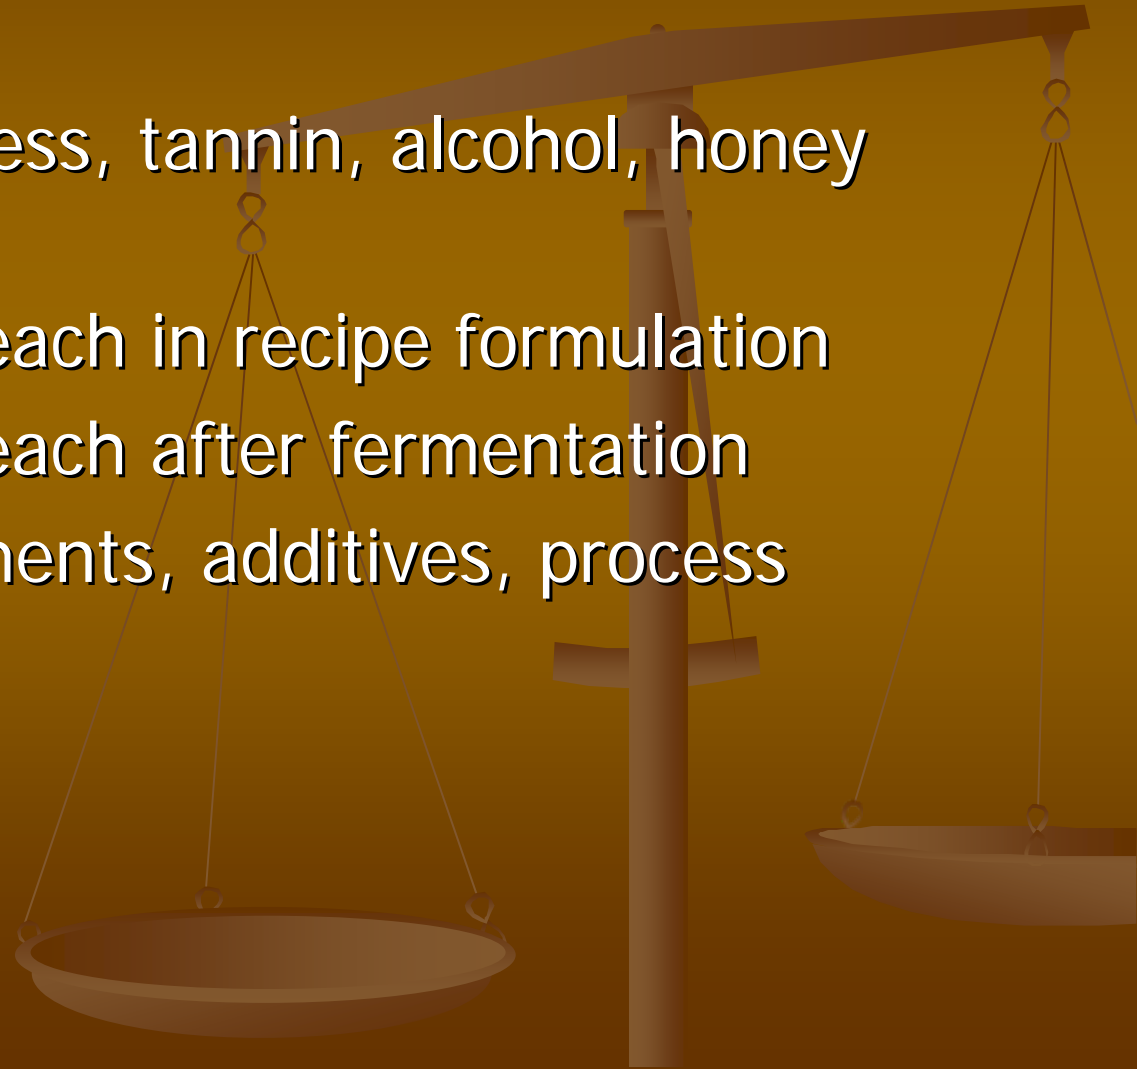 ess, tannin, alcohol, honey
each in recipe formulation
each after fermentation
nents, additives, process